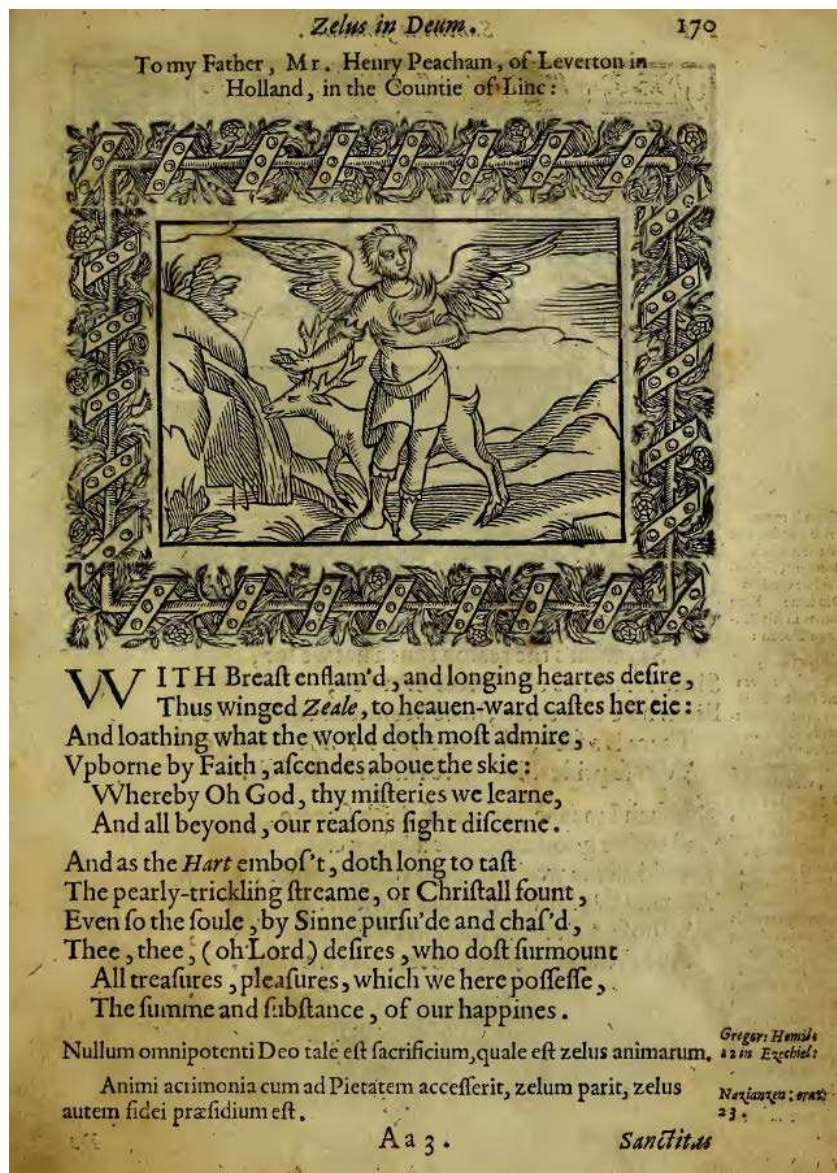 Zelus in Deum.
170
To my Father, Mr. Henry Peacham, of Leverton in
Holland, in the Countie of Linc:
WITH Breaſt enflam'd, and longing heartes deſire,
Thus winged Zeale, to heauen-ward caſtes her eie:
And loathing what the world doth moſt admire,
Vpborne by Faith, aſcendes aboue the skie:
Whereby Oh God, thy miſteries we learne,
And all beyond, our reaſons ſight diſcerne.
And as the Hart emboſ't, doth long to taſt
The pearly-trickling ſtreame, or Chriſtall fount,
Even ſo the ſoule, by Sinne purſu'de and chaſ'd,
Thee, thee, (oh Lord) deſires, who doſt ſurmount
All treaſures, pleaſures, which we here poſſeſſe,
The ſumme and ſubſtance, of our happines.
Nullum omnipotenti Deo tale eſt ſacrificium, quale eſt zelus animarum.
Gregor: Homil:
in Ezechiel:
Animi acrimonia cum ad Pietatem acceſſerit, zelum parit, zelus
autem fidei præſidium eſt.
Nazianzen: orat:
23.
Aa 3.
Sanctitas